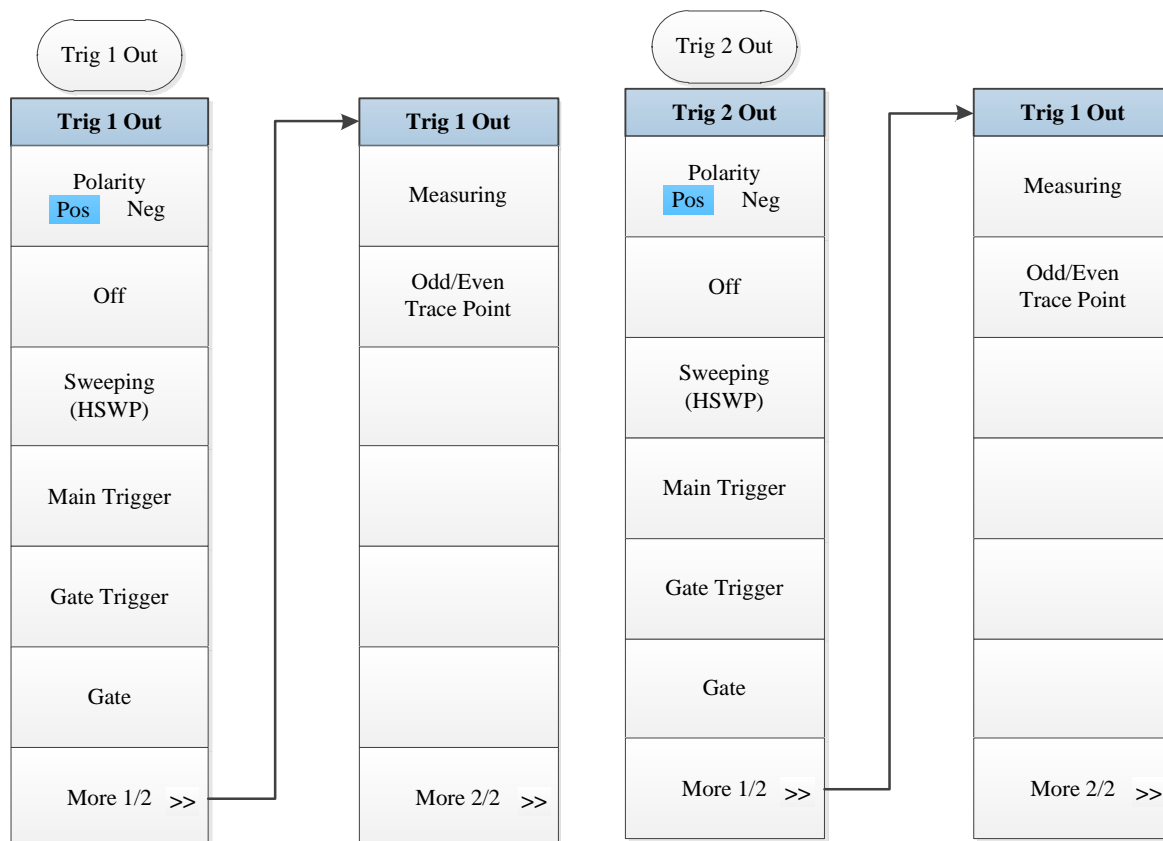 Trig 1 Out
Trig 1 Out
Polarity
Pos Neg
Off
Sweeping
(HSWP)
Main Trigger
Gate Trigger
Gate
More 1/2 >>
Trig 1 Out
Measuring
Odd/Even
Trace Point
More 2/2 >>
Trig 2 Out
Trig 2 Out
Polarity
Pos Neg
Off
Sweeping
(HSWP)
Main Trigger
Gate Trigger
Gate
More 1/2 >>
Trig 1 Out
Measuring
Odd/Even
Trace Point
More 2/2 >>